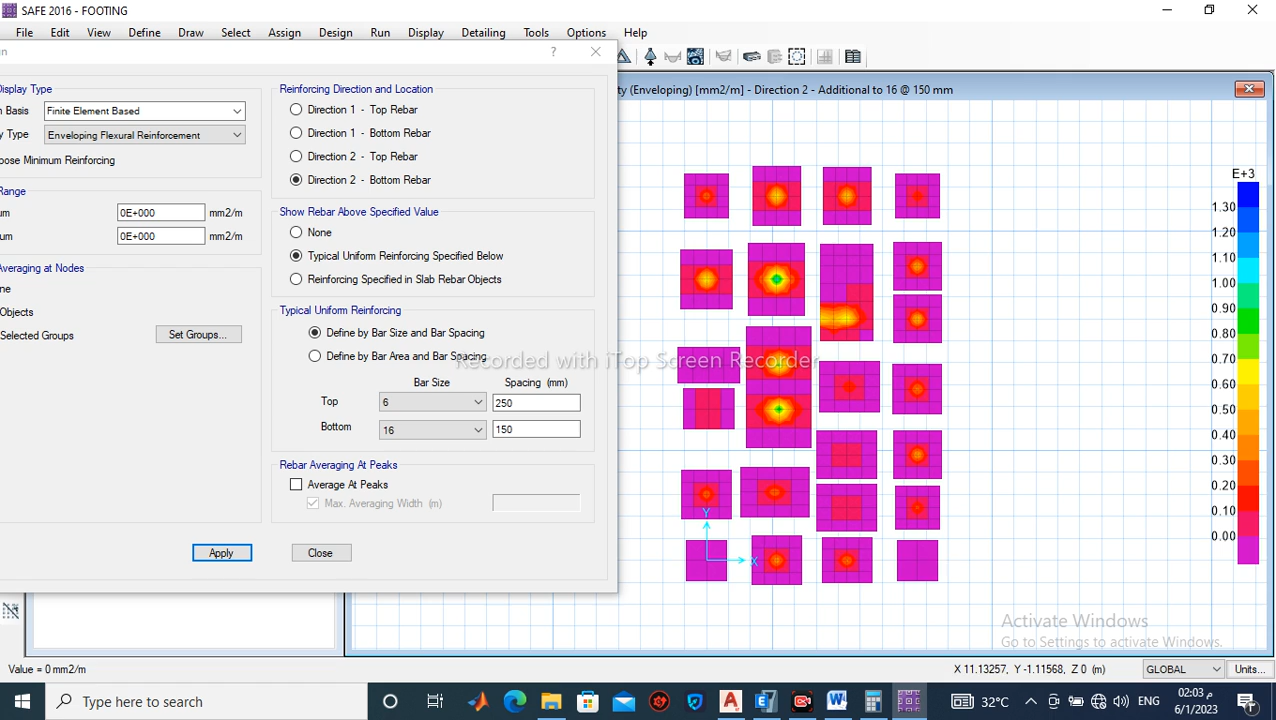 SAFE 2016 - FOOTING
File Edit View Define Draw Select Assign Design Run Display Detailing Tools Options Help
Display Type
Finite Element Based
Enveloping Flexural Reinforcement
Minimum Reinforcing
Range
0E+000 mm2/m
0E+000 mm2/m
Averaging at Nodes
Objects
Selected Groups
Set Groups...
Apply
Reinforcing Direction and Location
Direction 1 - Top Rebar
Direction 1 - Bottom Rebar
Direction 2 - Top Rebar
Direction 2 - Bottom Rebar
Show Rebar Above Specified Value
None
Typical Uniform Reinforcing Specified Below
Reinforcing Specified in Slab Rebar Objects
Typical Uniform Reinforcing
Define by Bar Size and Bar Spacing
Define by Bar Area and Bar Spacing
Bar Size Spacing (mm)
Top 6 250
Bottom 16 150
Rebar Averaging At Peaks
Average At Peaks
Max. Averaging Width (m)
Close
(Enveloping) [mm2/m] - Direction 2 - Additional to 16 @ 150 mm
E+3
1.30
1.20
1.10
1.00
0.90
0.80
0.70
0.60
0.50
0.40
0.30
0.20
0.10
0.00
Y
X
Recorded with iTop Screen Recorder
Activate Windows
Go to Settings to activate Windows.
Value = 0 mm2/m
X 11.13257, Y -1.11568, Z 0 (m)
GLOBAL
Units...
Type here to search
32°C
ENG
02:03 م
6/1/2023